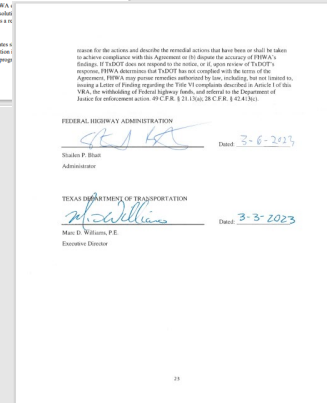 reason for the actions and describe the remedial actions that have been or shall be taken
to achieve compliance with this Agreement or (b) dispute the accuracy of FHWA's
findings. If TxDOT does not respond to the notice, or if, upon review of TxDOT's
response, FHWA determines that TxDOT has not complied with the terms of the
Agreement, FHWA may pursue remedies authorized by law, including, but not limited to,
issuing a Letter of Finding regarding the Title VI complaints described in Article I of this
VRA, the withholding of Federal highway funds, and referral to the Department of
Justice for enforcement action. 49 C.F.R. § 21.13(a); 28 C.F.R. § 42.413(c).
FEDERAL HIGHWAY ADMINISTRATION
Dated: 3-6-2023
Shailen P. Bhatt
Administrator
TEXAS DEPARTMENT OF TRANSPORTATION
M. D. Williams
Dated: 3-3-2023
Marc D. Williams, P.E.
Executive Director
23